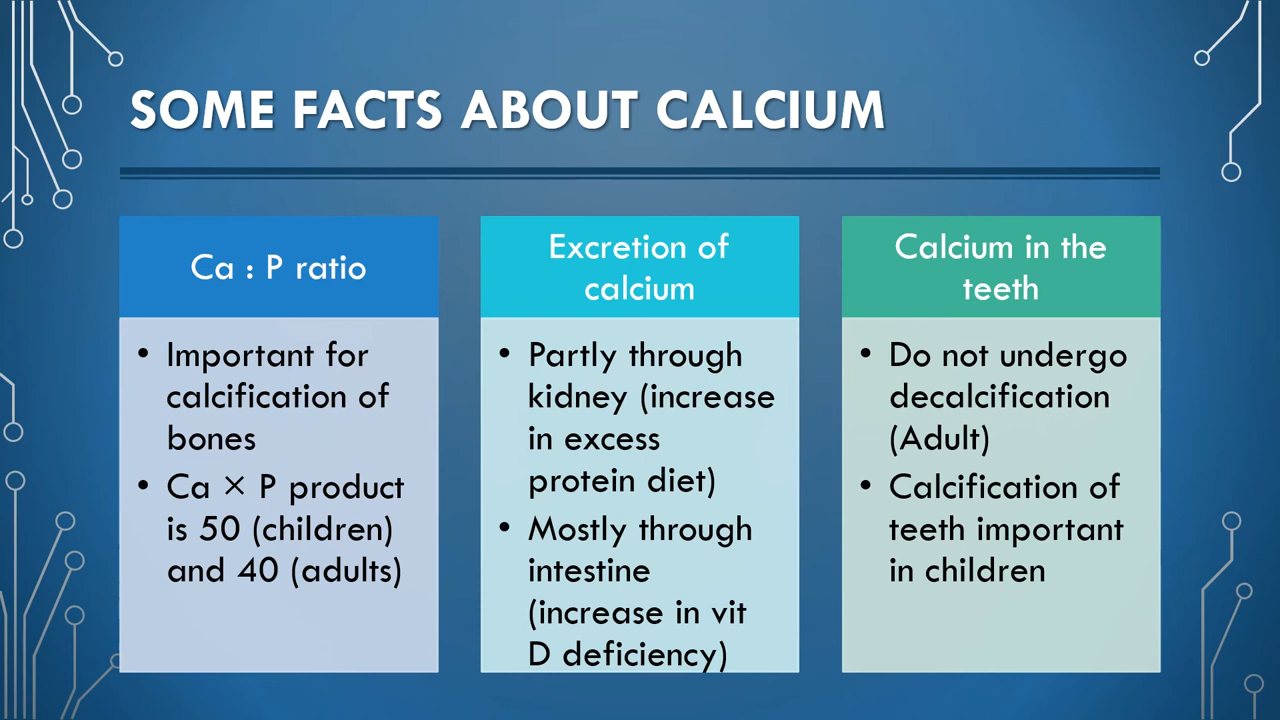 SOME FACTS ABOUT CALCIUM
Ca : P ratio
• Important for
calcification of
bones
• Ca × P product
is 50 (children)
and 40 (adults)
Excretion of
calcium
• Partly through
kidney (increase
in excess
protein diet)
• Mostly through
intestine
(increase in vit
D deficiency)
Calcium in the
teeth
• Do not undergo
decalcification
(Adult)
• Calcification of
teeth important
in children